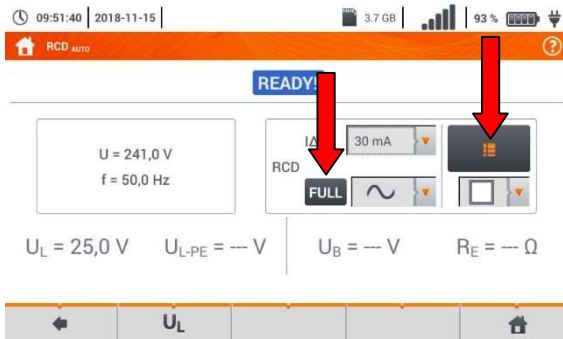 09:51:40 2018-11-15 3.7 GB 93 %
RCD AUTO ?
READY!
U = 241,0 V
f = 50,0 Hz
30 mA
RCD
FULL
UL = 25,0 V UL-PE = --- V UB = --- V RE = --- Ω
UL